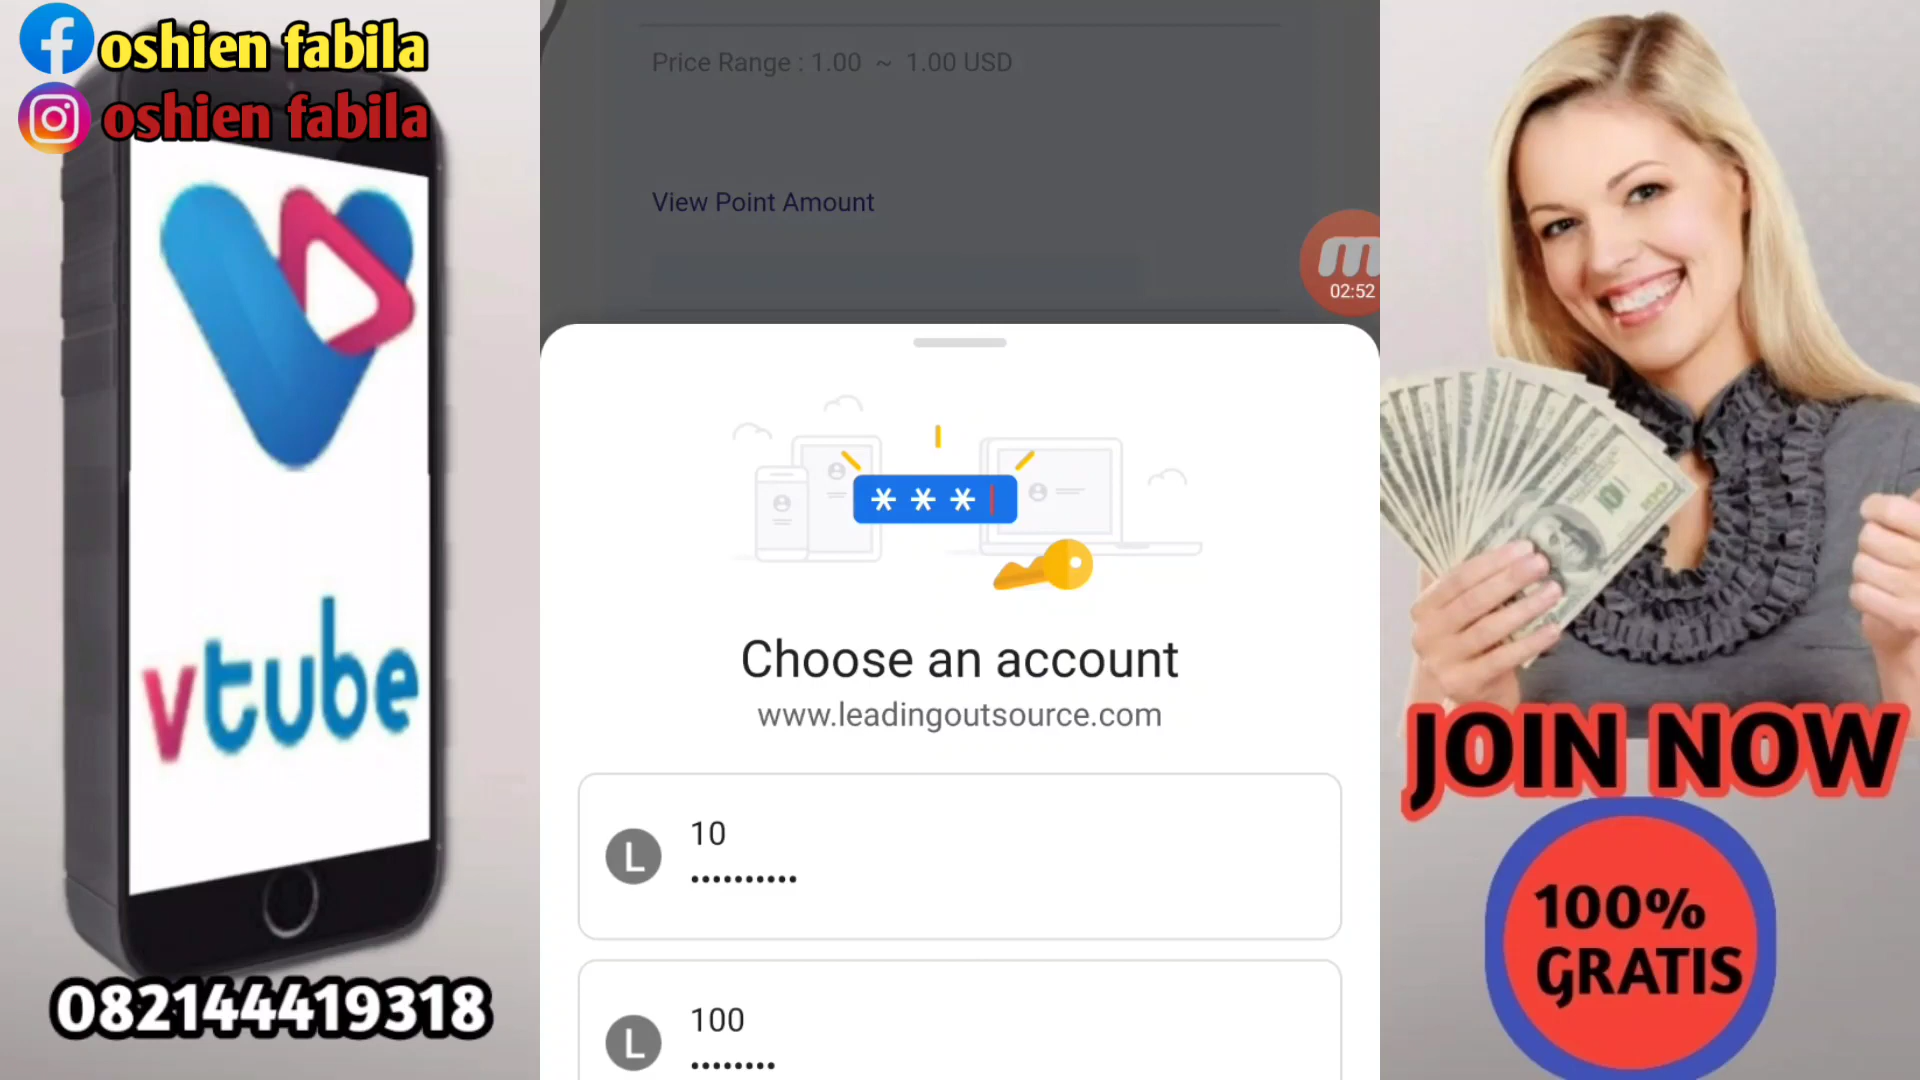 oshien fabila
oshien fabila
vtube
082144419318
Price Range : 1.00 ~ 1.00 USD
View Point Amount
02:52
* * *
Choose an account
www.leadingoutsource.com
L
10
••••••••••
L
100
••••••••
100
JOIN NOW
100%
GRATIS